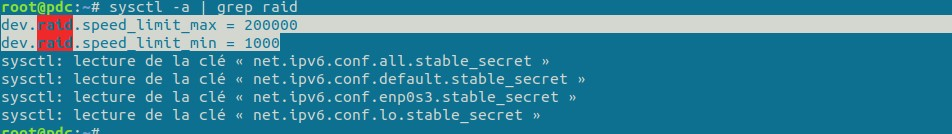 root@pdc:~# sysctl -a | grep raid
dev.raid.speed_limit_max = 200000
dev.raid.speed_limit_min = 1000
sysctl: lecture de la clé « net.ipv6.conf.all.stable_secret »
sysctl: lecture de la clé « net.ipv6.conf.default.stable_secret »
sysctl: lecture de la clé « net.ipv6.conf.enp0s3.stable_secret »
sysctl: lecture de la clé « net.ipv6.conf.lo.stable_secret »
root@pdc:~#